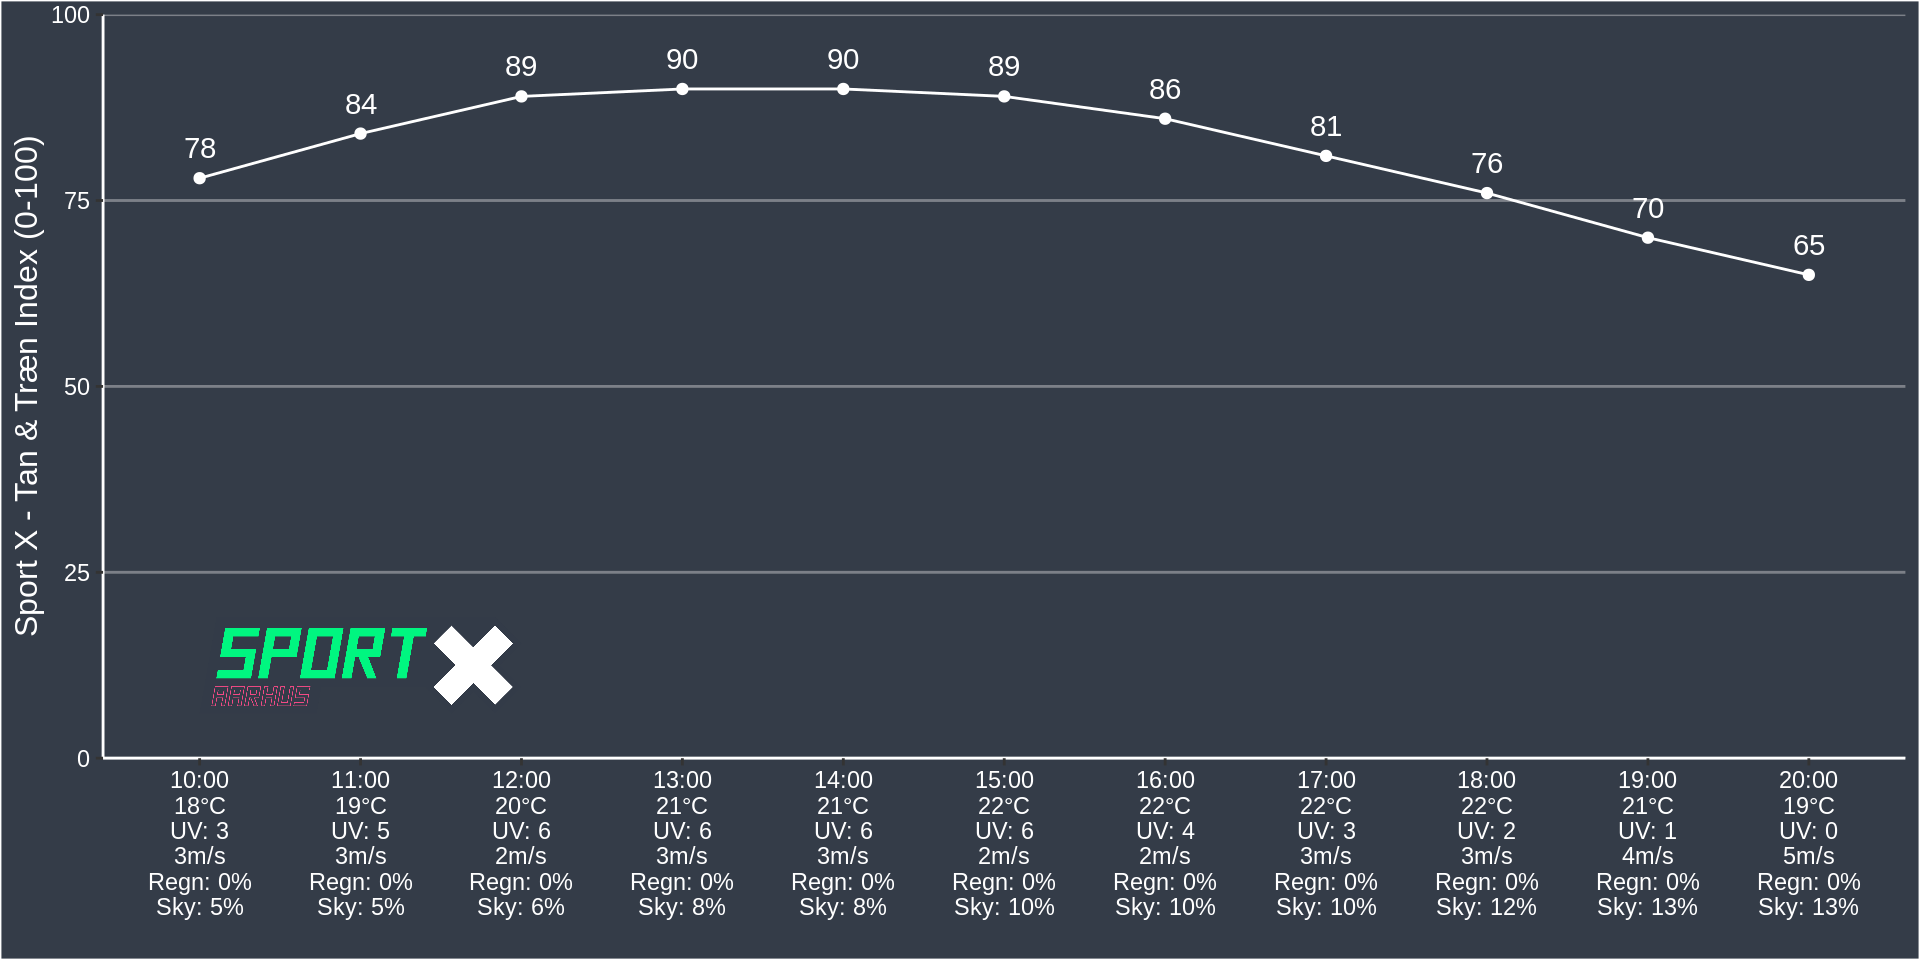 Sport X - Tan & Træn Index (0-100)
100
75
50
25
0
78
84
89
90
90
89
86
81
76
70
65
SPORT X
AARHUS
10:00 11:00 12:00 13:00 14:00 15:00 16:00 17:00 18:00 19:00 20:00
18°C 19°C 20°C 21°C 21°C 22°C 22°C 22°C 22°C 21°C 19°C
UV: 3 UV: 5 UV: 6 UV: 6 UV: 6 UV: 6 UV: 4 UV: 3 UV: 2 UV: 1 UV: 0
3m/s 3m/s 2m/s 3m/s 3m/s 2m/s 2m/s 3m/s 3m/s 4m/s 5m/s
Regn: 0% Regn: 0% Regn: 0% Regn: 0% Regn: 0% Regn: 0% Regn: 0% Regn: 0% Regn: 0% Regn: 0% Regn: 0%
Sky: 5% Sky: 5% Sky: 6% Sky: 8% Sky: 8% Sky: 10% Sky: 10% Sky: 10% Sky: 12% Sky: 13% Sky: 13%